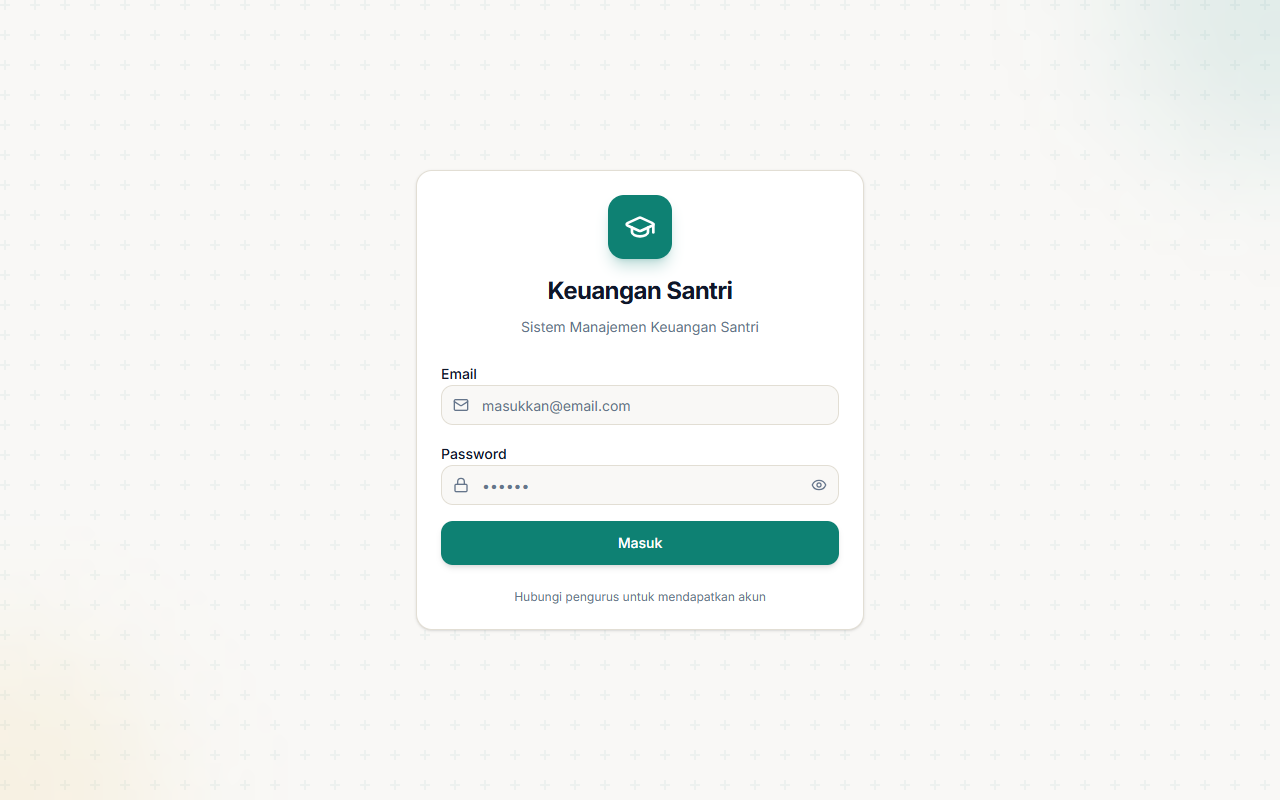 Keuangan Santri
Sistem Manajemen Keuangan Santri
Email
masukkan@email.com
Password
••••••
Masuk
Hubungi pengurus untuk mendapatkan akun